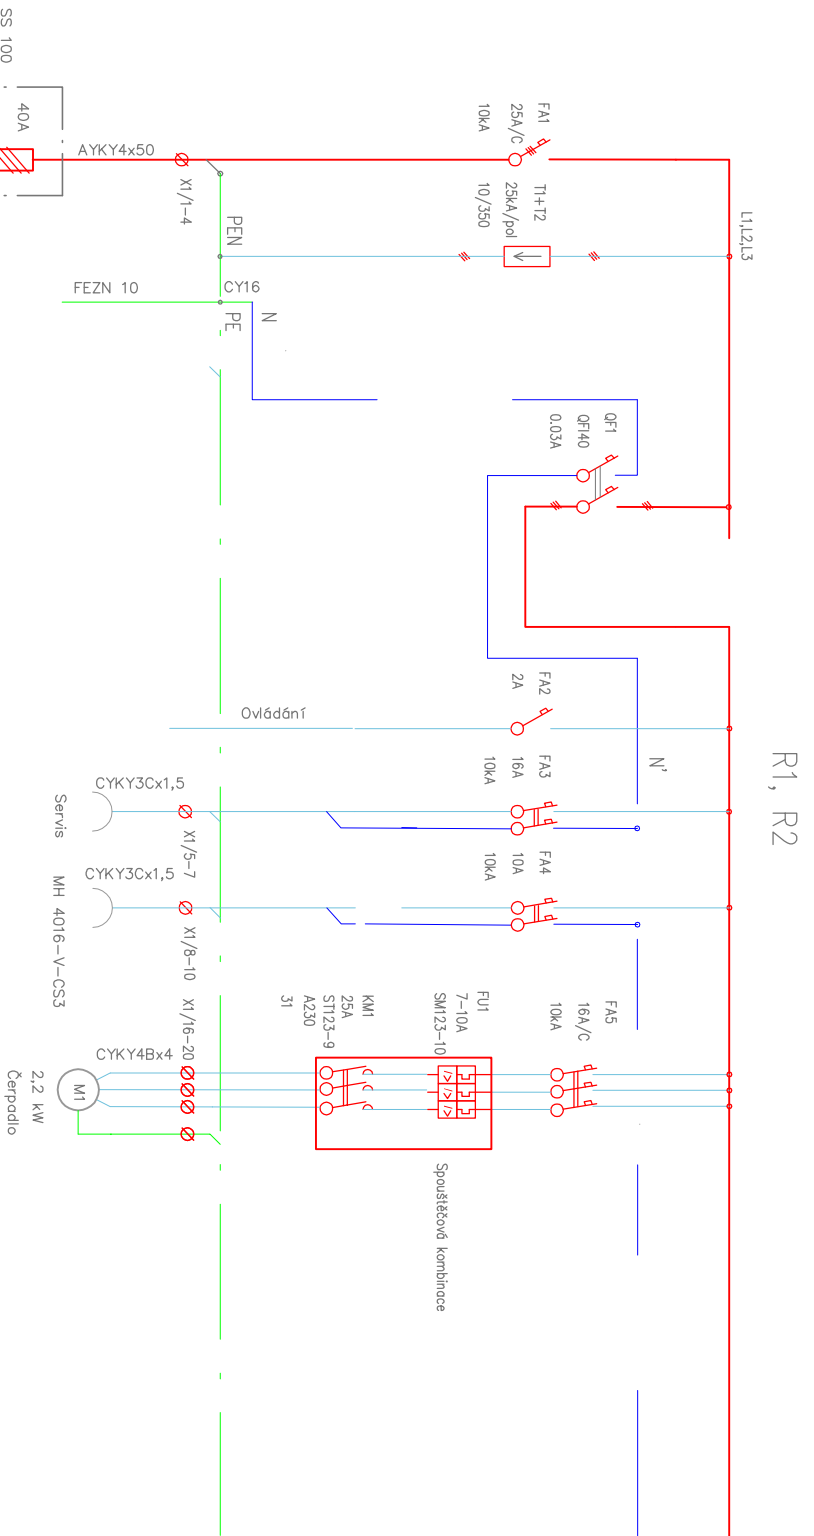 SS 100
40A
AYKY4x50
X1/1-4
FA1
25A/C
10kA
T1+T2
25kA/pol
10/350
L1,L2,L3
PEN
FEZN 10
CY16
PE
N
QF1
QFI40
0.03A
R1, R2
FA2
2A
Ovládání
N'
FA3
16A
10kA
CYKY3Cx1,5
X1/5-7
Servis
FA4
10A
10kA
CYKY3Cx1,5
X1/8-10
MH 4016-V-CS3
FA5
16A/C
10kA
FU1
7-10A
SM123-10
KM1
25A
ST123-9
A230
31
X1/16-20
CYKY4Bx4
M1
2,2 kW
Čerpadlo
Spouštěčová kombinace